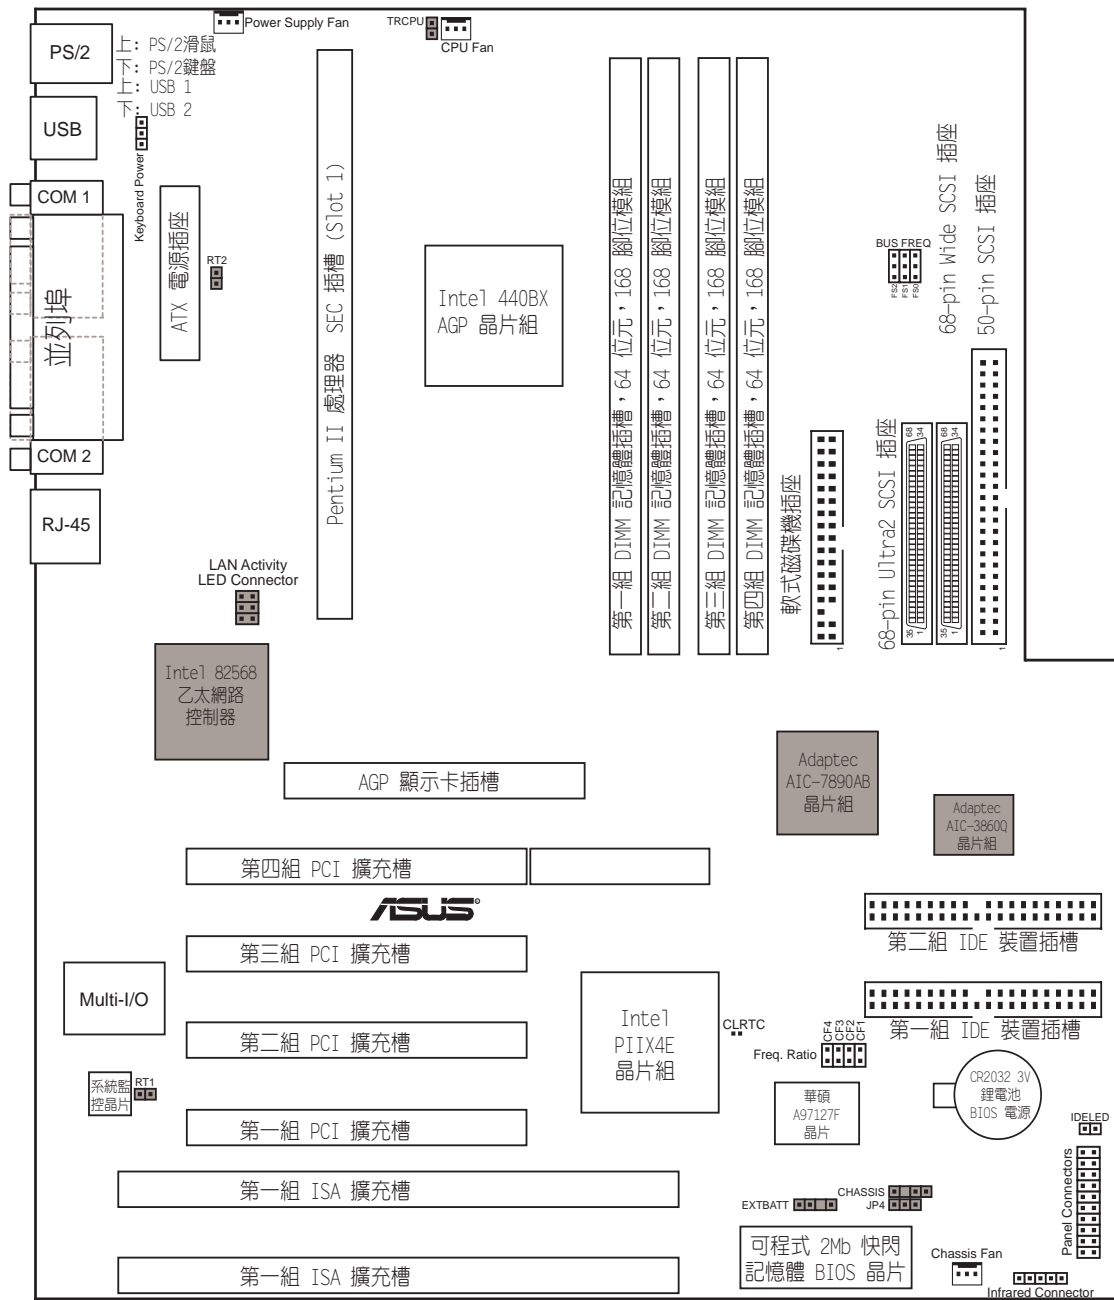 Power Supply Fan
TRCPU
CPU Fan
PS/2
上: PS/2滑鼠
下: PS/2鍵盤
上: USB 1
下: USB 2
USB
Keyboard Power
COM 1
並列埠
COM 2
RJ-45
ATX 電源插座
RT2
Pentium II 處理器 SEC 插槽 (Slot 1)
Intel 440BX
AGP 晶片組
第一組 DIMM 記憶體插槽，64 位元，168 腳位模組
第二組 DIMM 記憶體插槽，64 位元，168 腳位模組
第三組 DIMM 記憶體插槽，64 位元，168 腳位模組
第四組 DIMM 記憶體插槽，64 位元，168 腳位模組
BUS FREQ
FS2
FS1
FS0
68-pin Wide SCSI 插座
50-pin SCSI 插座
軟式磁碟機插座
1
68-pin Ultra2 SCSI 插座
68
34
35
1
68
34
35
1
1
LAN Activity
LED Connector
Intel 82568
乙太網路
控制器
AGP 顯示卡插槽
Adaptec
AIC-7890AB
晶片組
Adaptec
AIC-3860Q
晶片組
第四組 PCI 擴充槽
ASUS®
第二組 IDE 裝置插槽
第三組 PCI 擴充槽
Multi-I/O
第一組 IDE 裝置插槽
第二組 PCI 擴充槽
Intel
PIIX4E
晶片組
CLRTC
CF4
CF3
CF2
CF1
Freq. Ratio
系統監
控晶片
RT1
華碩
A97127F
晶片
CR2032 3V
鋰電池
BIOS 電源
IDELED
第一組 PCI 擴充槽
第一組 ISA 擴充槽
CHASSIS
EXTBATT
JP4
Panel Connectors
可程式 2Mb 快閃
記憶體 BIOS 晶片
Chassis Fan
第一組 ISA 擴充槽
Infrared Connector